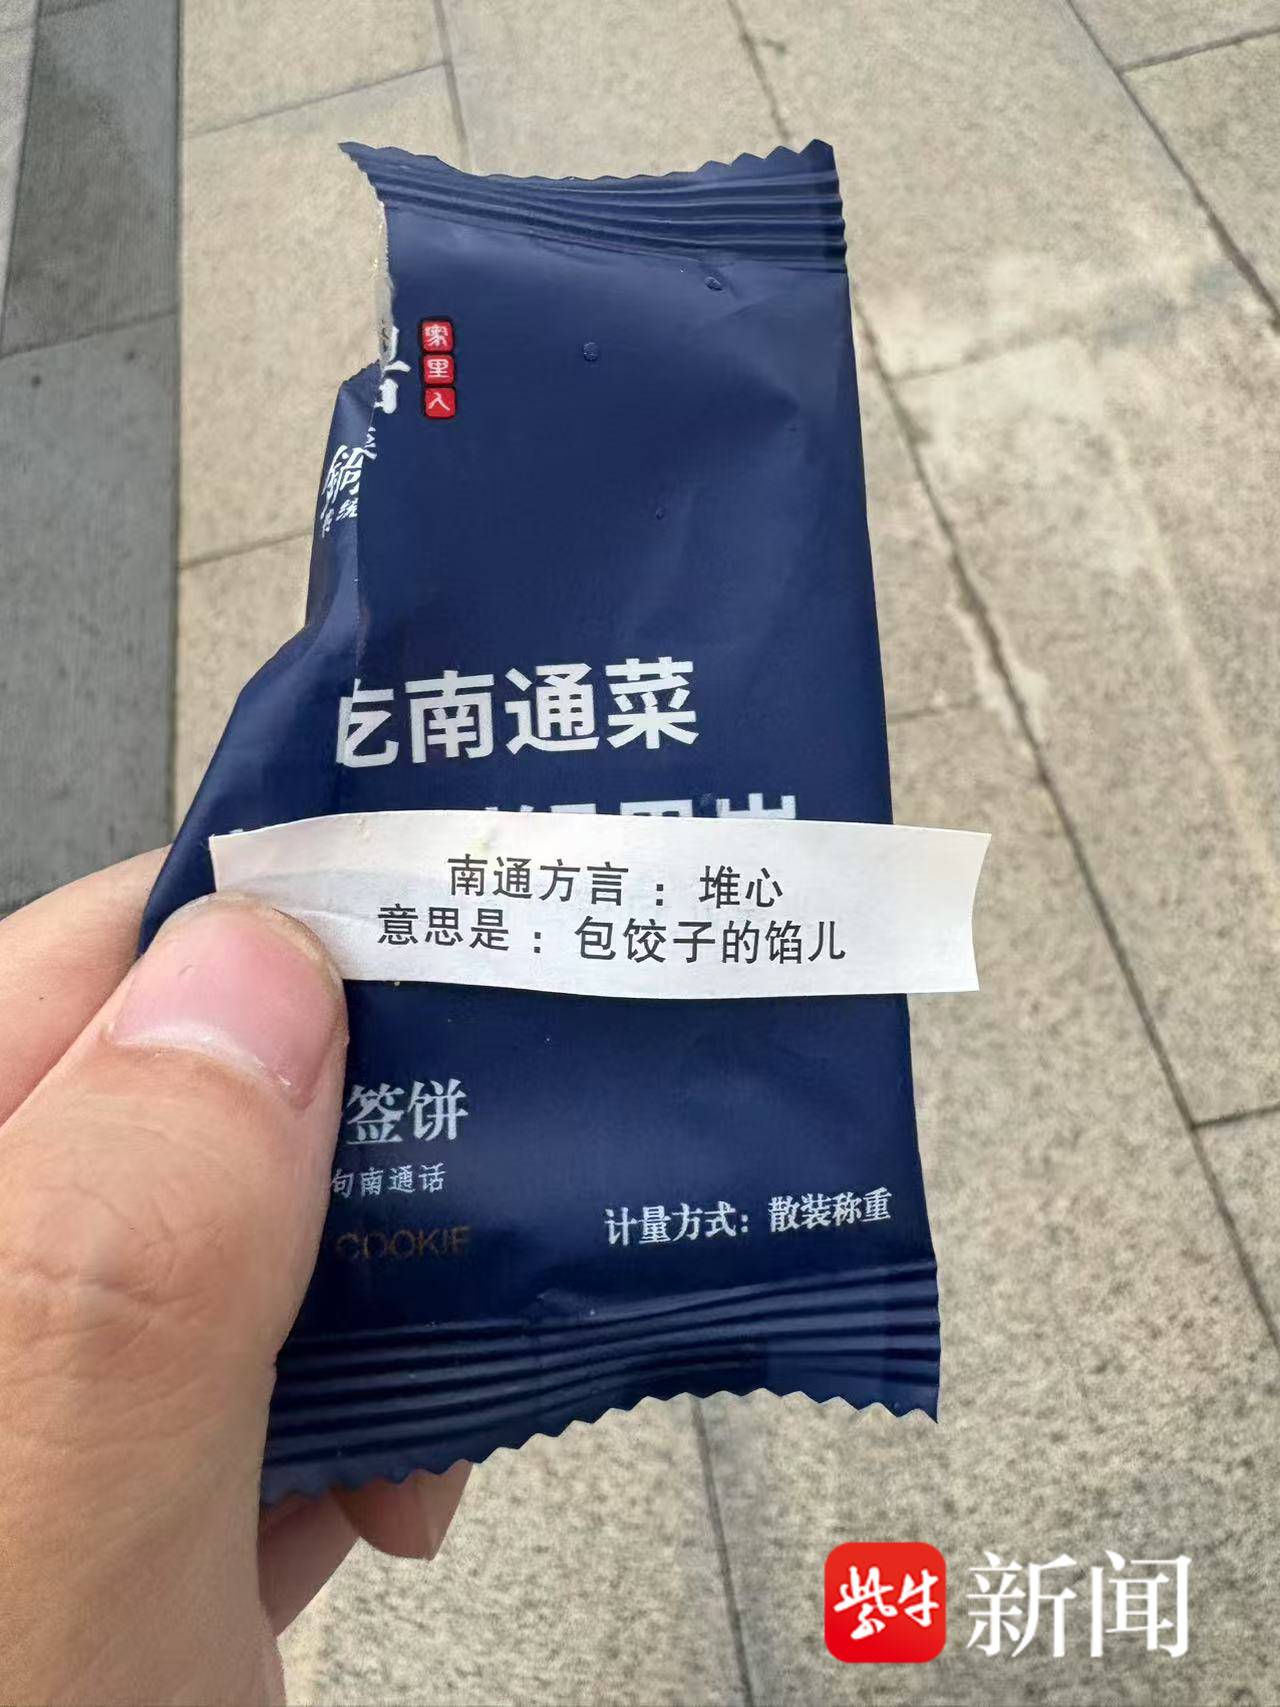 家里人
南通菜
南通方言：堆心
意思是：包饺子的馅儿
签饼
句南通话
COOKIE
计量方式：散装称重
紫牛新闻